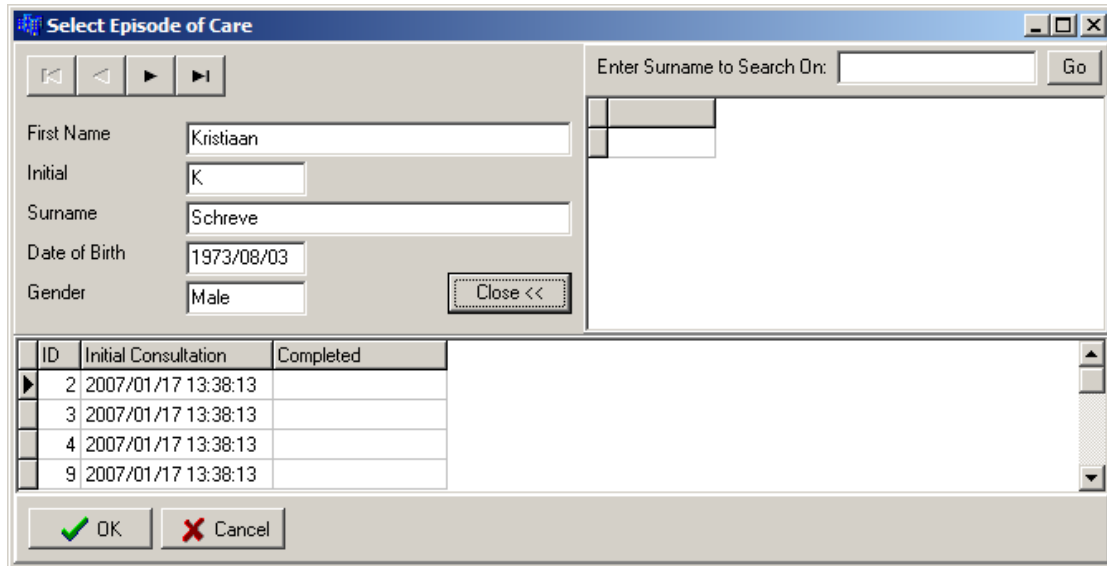 Select Episode of Care
Enter Surname to Search On: Go
First Name Kristiaan
Initial K
Surname Schreve
Date of Birth 1973/08/03
Gender Male Close <<
ID Initial Consultation Completed
2 2007/01/17 13:38:13
3 2007/01/17 13:38:13
4 2007/01/17 13:38:13
9 2007/01/17 13:38:13
OK Cancel